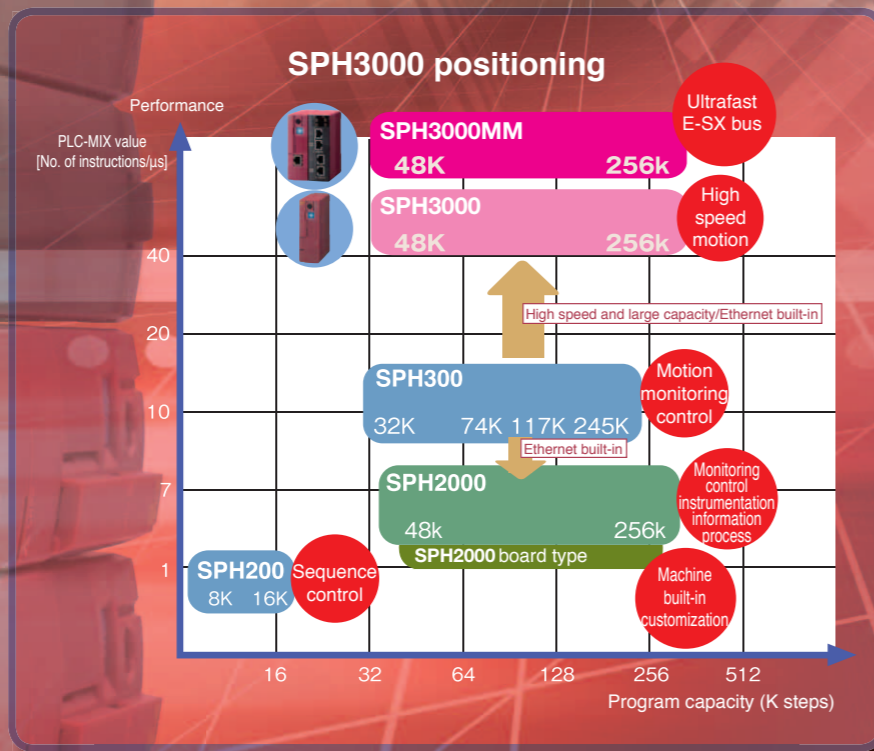 SPH3000 positioning
Performance
PLC-MIX value
[No. of instructions/μs]
SPH3000MM
48K 256k
Ultrafast
E-SX bus
SPH3000
48K 256k
High
speed
motion
40
High speed and large capacity/Ethernet built-in
20
SPH300
32K 74K 117K 245K
Motion
monitoring
control
10
Ethernet built-in
SPH2000
48k 256k
Monitoring
control
instrumentation
information
process
7
SPH2000 board type
SPH200
8K 16K
Sequence
control
1
Machine
built-in
customization
16 32 64 128 256 512
Program capacity (K steps)